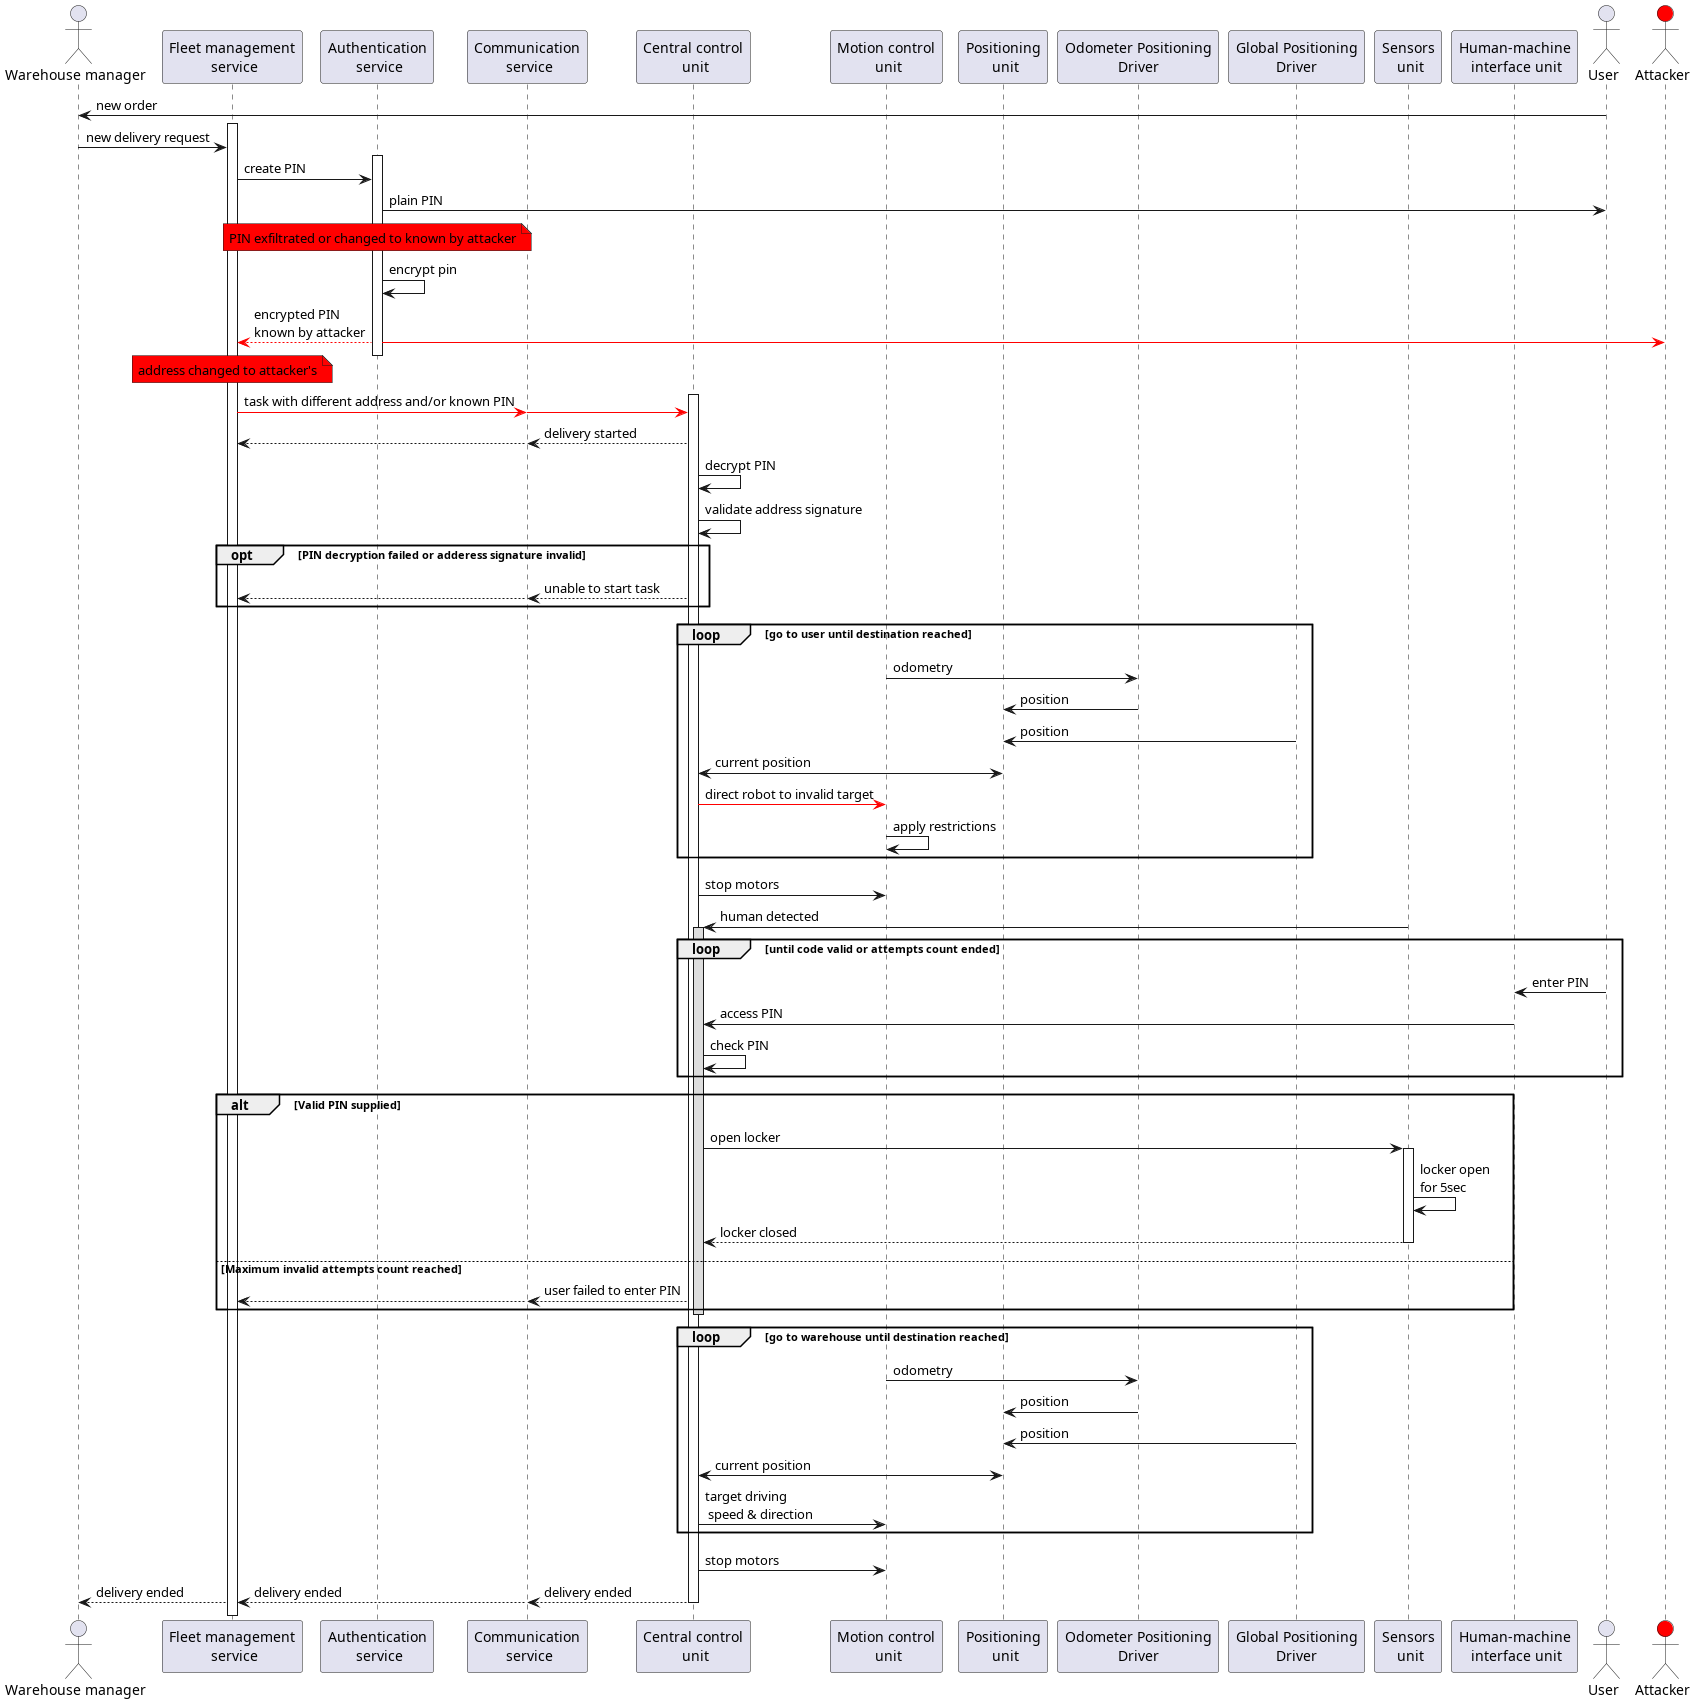 Warehouse manager
Fleet management
service
Authentication
service
Communication
service
Central control
unit
Motion control
unit
Positioning
unit
Odometer Positioning
Driver
Global Positioning
Driver
Sensors
unit
Human-machine
interface unit
User
Attacker
new order
new delivery request
create PIN
plain PIN
PIN exfiltrated or changed to known by attacker
encrypt pin
encrypted PIN
known by attacker
address changed to attacker's
task with different address and/or known PIN
delivery started
decrypt PIN
validate address signature
opt [PIN decryption failed or adderess signature invalid]
unable to start task
loop [go to user until destination reached]
odometry
position
position
current position
direct robot to invalid target
apply restrictions
stop motors
human detected
loop [until code valid or attempts count ended]
enter PIN
access PIN
check PIN
alt [Valid PIN supplied]
open locker
locker open
for 5sec
locker closed
[Maximum invalid attempts count reached]
user failed to enter PIN
loop [go to warehouse until destination reached]
odometry
position
position
current position
target driving
speed & direction
stop motors
delivery ended
delivery ended
delivery ended
Warehouse manager
Fleet management
service
Authentication
service
Communication
service
Central control
unit
Motion control
unit
Positioning
unit
Odometer Positioning
Driver
Global Positioning
Driver
Sensors
unit
Human-machine
interface unit
User
Attacker